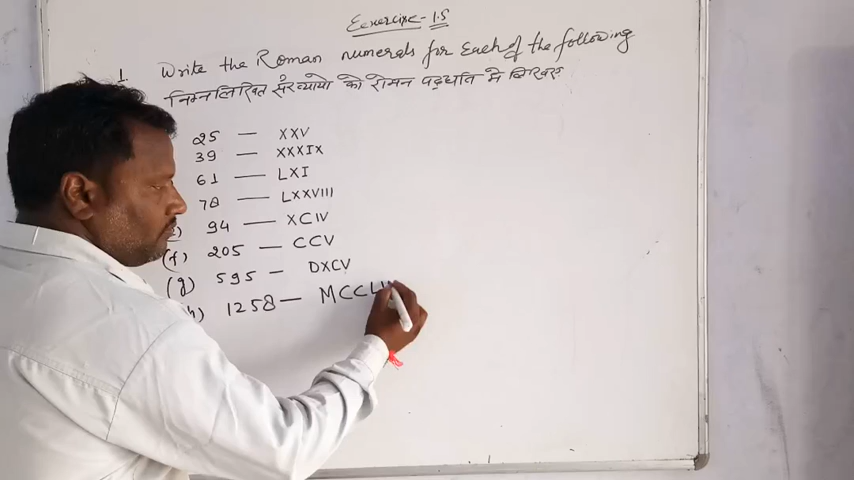 Exercise - 1.5
1. Write the Roman numerals for Each of the following
निम्नलिखित संख्यायो को रोमन पद्धति मे लिखिए
25 — XXV
39 — XXXIX
61 — LXI
78 — LXXVIII
94 — XCIV
(f) 205 — CCV
(g) 595 — DXCV
h) 1258 — MCCL